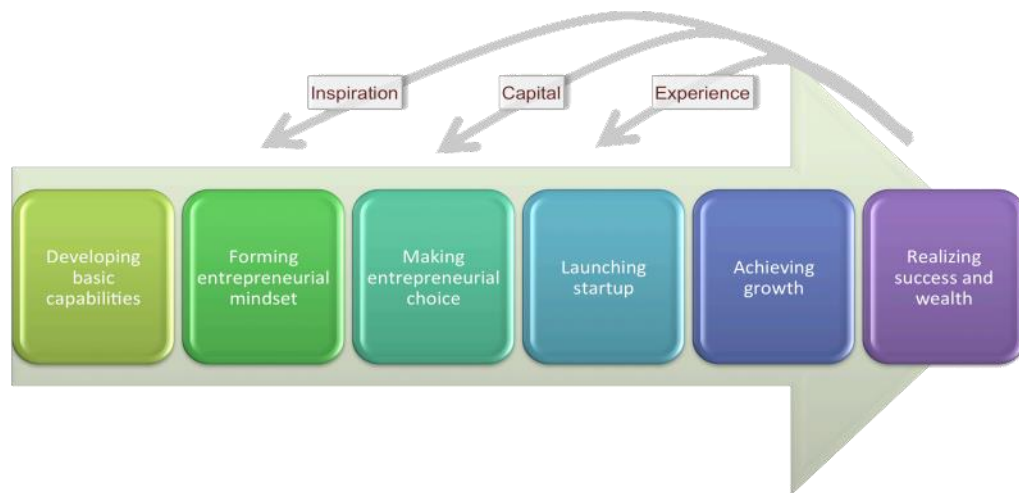 Inspiration
Capital
Experience
Developing
basic
capabilities
Forming
entrepreneurial
mindset
Making
entrepreneurial
choice
Launching
startup
Achieving
growth
Realizing
success and
wealth